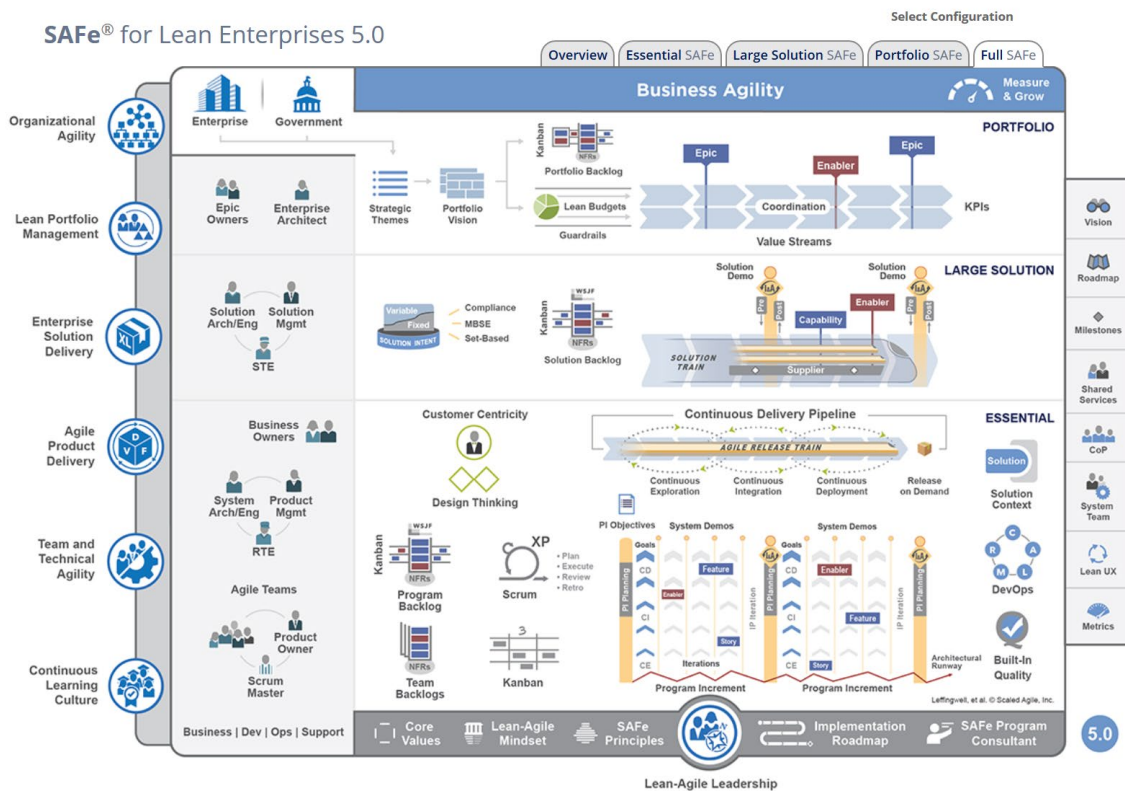 SAFe® for Lean Enterprises 5.0
Select Configuration
Overview
Essential SAFe
Large Solution SAFe
Portfolio SAFe
Full SAFe
Organizational
Agility
Lean Portfolio
Management
Enterprise
Solution
Delivery
Agile
Product
Delivery
Team and
Technical
Agility
Continuous
Learning
Culture
Enterprise
Government
Business Agility
Measure
& Grow
PORTFOLIO
Epic
Owners
Enterprise
Architect
Strategic
Themes
Portfolio
Vision
Kanban
NFRs
Portfolio Backlog
Lean Budgets
Guardrails
Epic
Enabler
Epic
Coordination
Value Streams
KPIs
LARGE SOLUTION
Solution
Arch/Eng
Solution
Mgmt
STE
Variable
Fixed
SOLUTION INTENT
Compliance
MBSE
Set-Based
WSJF
Kanban
NFRs
Solution Backlog
Solution
Demo
I&A
Pre
Post
Solution
Demo
I&A
Pre
Post
Capability
Enabler
SOLUTION
TRAIN
Supplier
ESSENTIAL
Business
Owners
System
Arch/Eng
Product
Mgmt
RTE
Agile Teams
Product
Owner
Scrum
Master
Business | Dev | Ops | Support
Customer Centricity
Design Thinking
WSJF
Kanban
NFRs
Program
Backlog
XP
• Plan
• Execute
• Review
• Retro
Scrum
NFRs
Team
Backlogs
3
Kanban
Continuous Delivery Pipeline
AGILE RELEASE TRAIN
Continuous
Exploration
Continuous
Integration
Continuous
Deployment
Release
on Demand
PI Objectives
System Demos
System Demos
PI Planning
Goals
CD
CI
CE
Feature
Enabler
Story
Iterations
IP Iteration
I&A
PI Planning
Goals
CD
CI
CE
Enabler
Feature
Story
IP Iteration
I&A
PI Planning
Program Increment
Program Increment
Architectural
Runway
Solution
Solution
Context
C
A
L
M
R
DevOps
Built-In
Quality
Leffingwell, et al. © Scaled Agile, Inc.
Core
Values
Lean-Agile
Mindset
SAFe
Principles
Implementation
Roadmap
SAFe Program
Consultant
Lean-Agile Leadership
Vision
Roadmap
Milestones
Shared
Services
CoP
System
Team
Lean UX
Metrics
5.0
XL
D
V
F